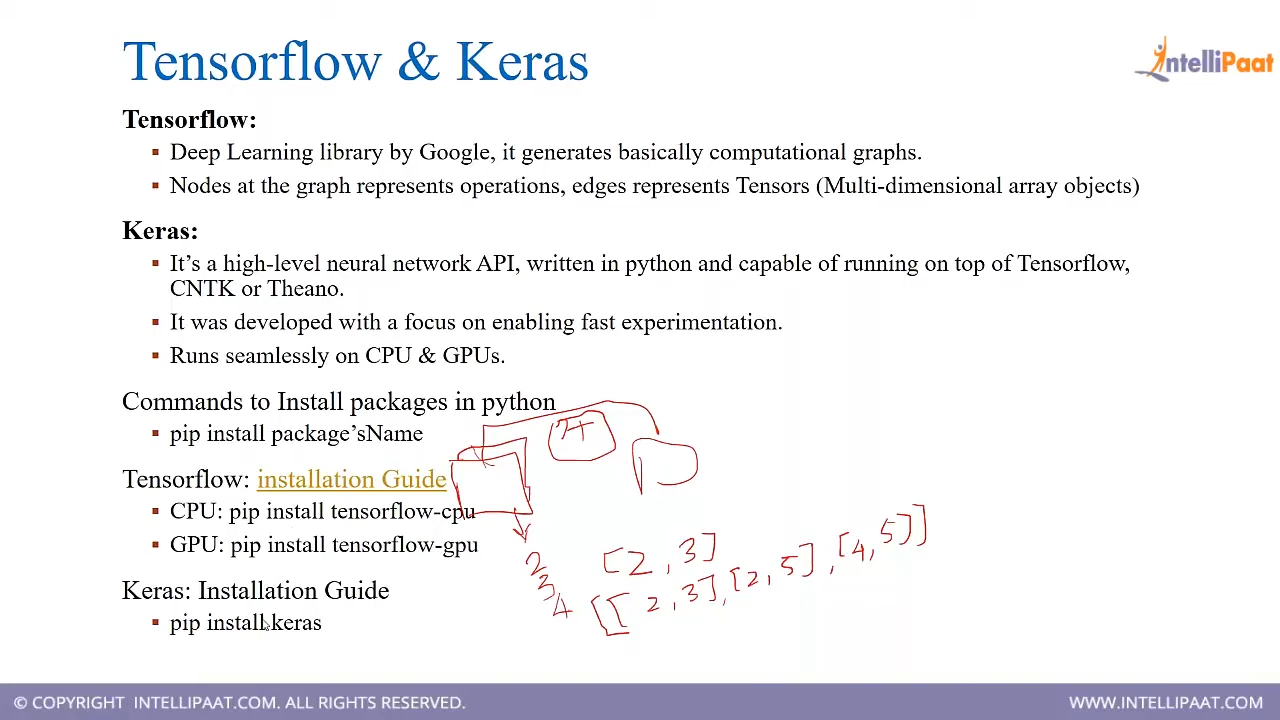 Tensorflow & Keras
IntelliPaat
Tensorflow:
▪ Deep Learning library by Google, it generates basically computational graphs.
▪ Nodes at the graph represents operations, edges represents Tensors (Multi-dimensional array objects)
Keras:
▪ It’s a high-level neural network API, written in python and capable of running on top of Tensorflow,
CNTK or Theano.
▪ It was developed with a focus on enabling fast experimentation.
▪ Runs seamlessly on CPU & GPUs.
Commands to Install packages in python
▪ pip install package’sName
Tensorflow: installation Guide
▪ CPU: pip install tensorflow-cpu
▪ GPU: pip install tensorflow-gpu
Keras: Installation Guide
▪ pip install keras
2
3
4
[2, 3]
[[2, 3], [2, 5], [4, 5]]
© COPYRIGHT INTELLIPAAT.COM. ALL RIGHTS RESERVED.
WWW.INTELLIPAAT.COM